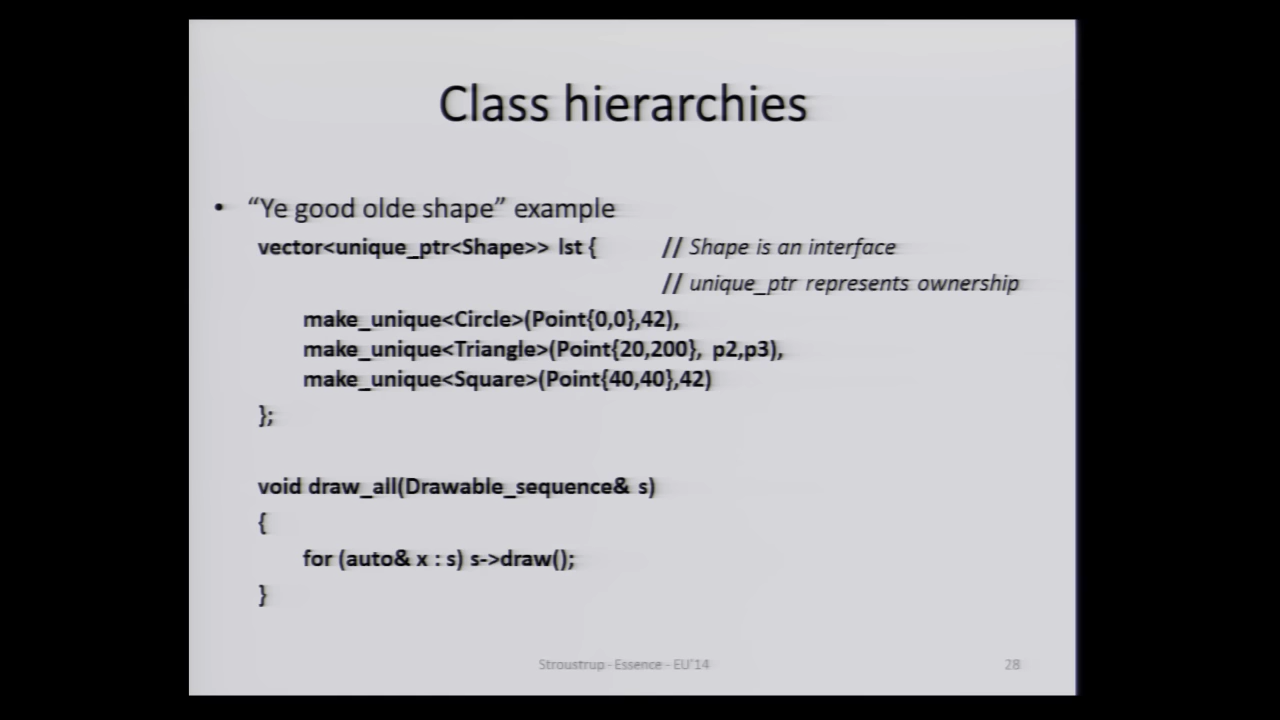 Class hierarchies
• “Ye good olde shape” example
vector<unique_ptr<Shape>> lst { // Shape is an interface
// unique_ptr represents ownership
make_unique<Circle>(Point{0,0},42),
make_unique<Triangle>(Point{20,200}, p2,p3),
make_unique<Square>(Point{40,40},42)
};
void draw_all(Drawable_sequence& s)
{
for (auto& x : s) s->draw();
}
Stroustrup - Essence - EU'14 28